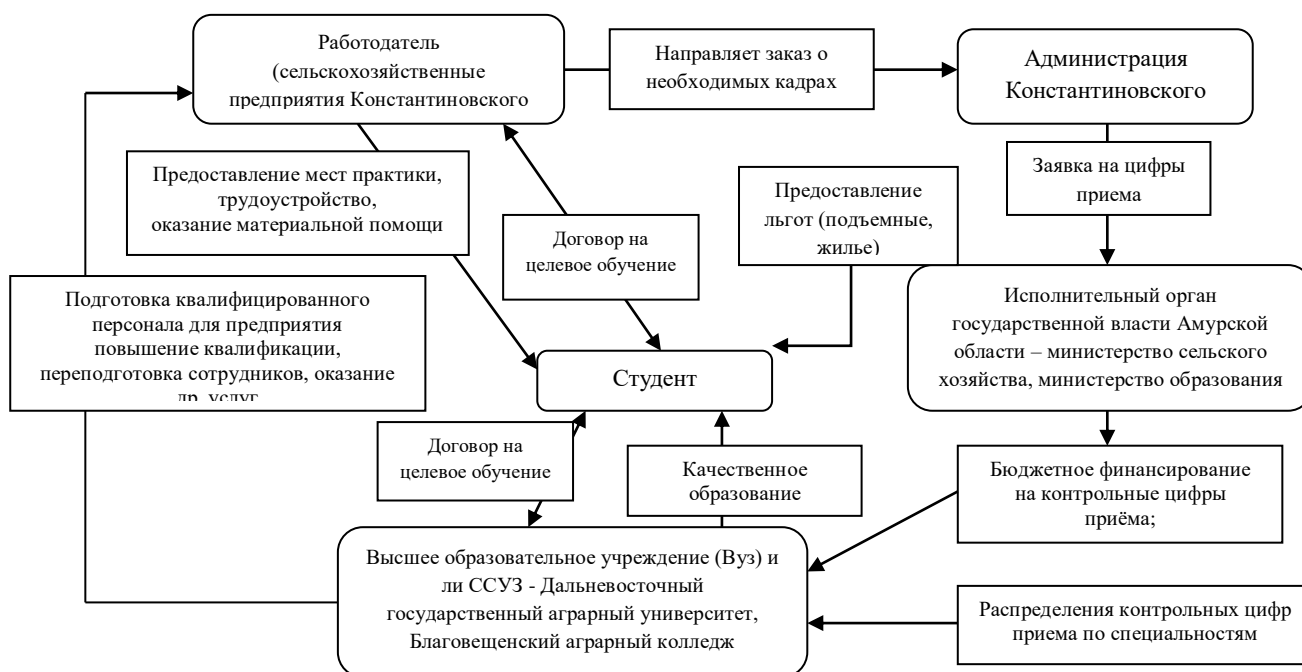 Работодатель
(сельскохозяйственные
предприятия Константиновского
Направляет заказ о
необходимых кадрах
Администрация
Константиновского
Предоставление мест практики,
трудоустройство,
оказание материальной помощи
Договор на
целевое обучение
Предоставление
льгот (подъемные,
жилье)
Заявка на цифры
приема
Подготовка квалифицированного
персонала для предприятия
повышение квалификации,
переподготовка сотрудников, оказание
др. услуг
Студент
Исполнительный орган
государственной власти Амурской
области – министерство сельского
хозяйства, министерство образования
Договор на
целевое обучение
Качественное
образование
Бюджетное финансирование
на контрольные цифры
приёма;
Высшее образовательное учреждение (Вуз) и
ли ССУЗ - Дальневосточный
государственный аграрный университет,
Благовещенский аграрный колледж
Распределения контрольных цифр
приема по специальностям